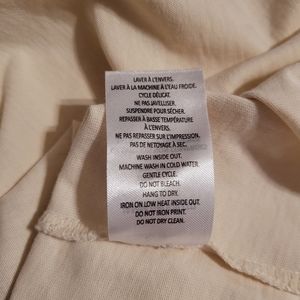 LAVER À L'ENVERS.
LAVER À LA MACHINE À L'EAU FROIDE.
CYCLE DÉLICAT.
NE PAS JAVELLISER.
SUSPENDRE POUR SÉCHER.
REPASSER À BASSE TEMPÉRATURE
À L'ENVERS.
NE PAS REPASSER SUR L'IMPRESSION.
PAS DE NETTOYAGE À SEC.
WASH INSIDE OUT.
MACHINE WASH IN COLD WATER.
GENTLE CYCLE.
DO NOT BLEACH.
HANG TO DRY.
IRON ON LOW HEAT INSIDE OUT.
DO NOT IRON PRINT.
DO NOT DRY CLEAN.